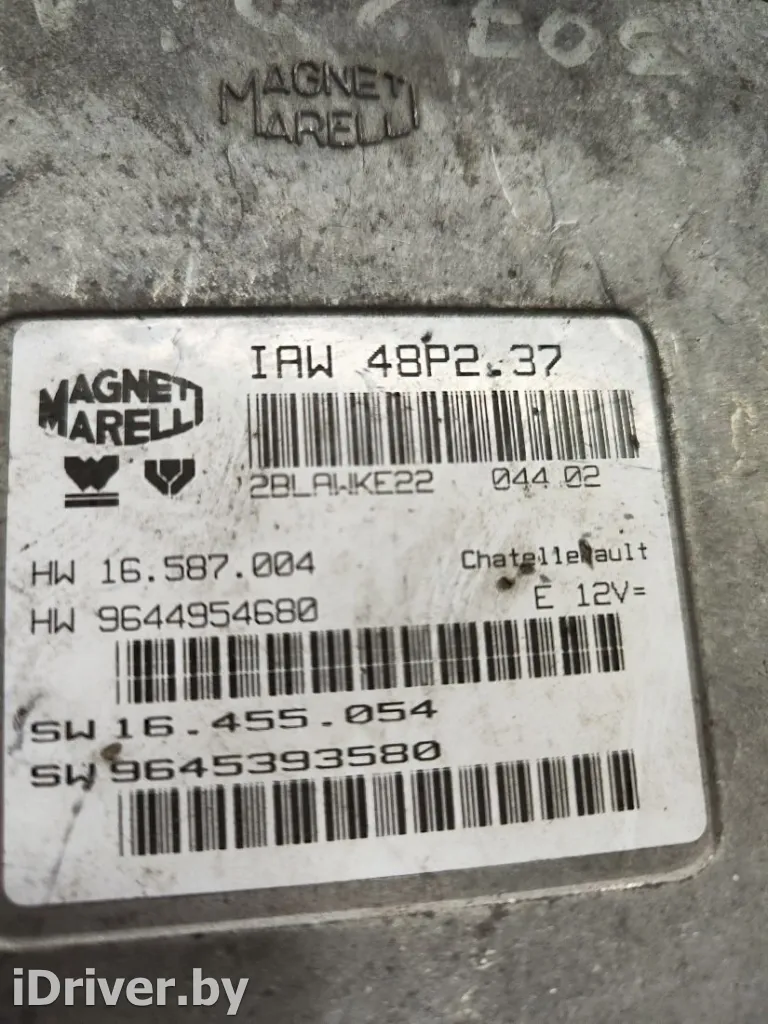 307
MAGNETI
MARELLI
IAW 48P2.37
MAGNETI
MARELLI
2BLAWKE22 044 02
HW 16.587.004 Chatellerault
HW 9644954680 E 12V=
SW 16.455.054
SW 9645393580
iDriver.by